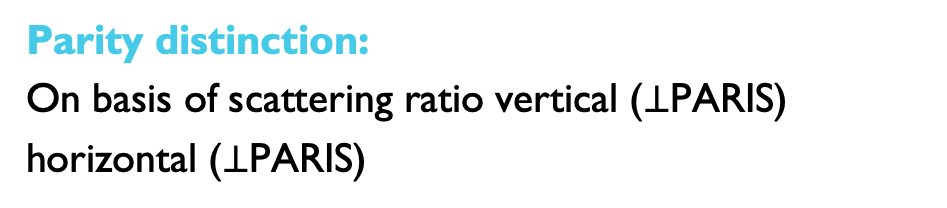 Parity distinction:
On basis of scattering ratio vertical (⊥PARIS)
horizontal (⊥PARIS)